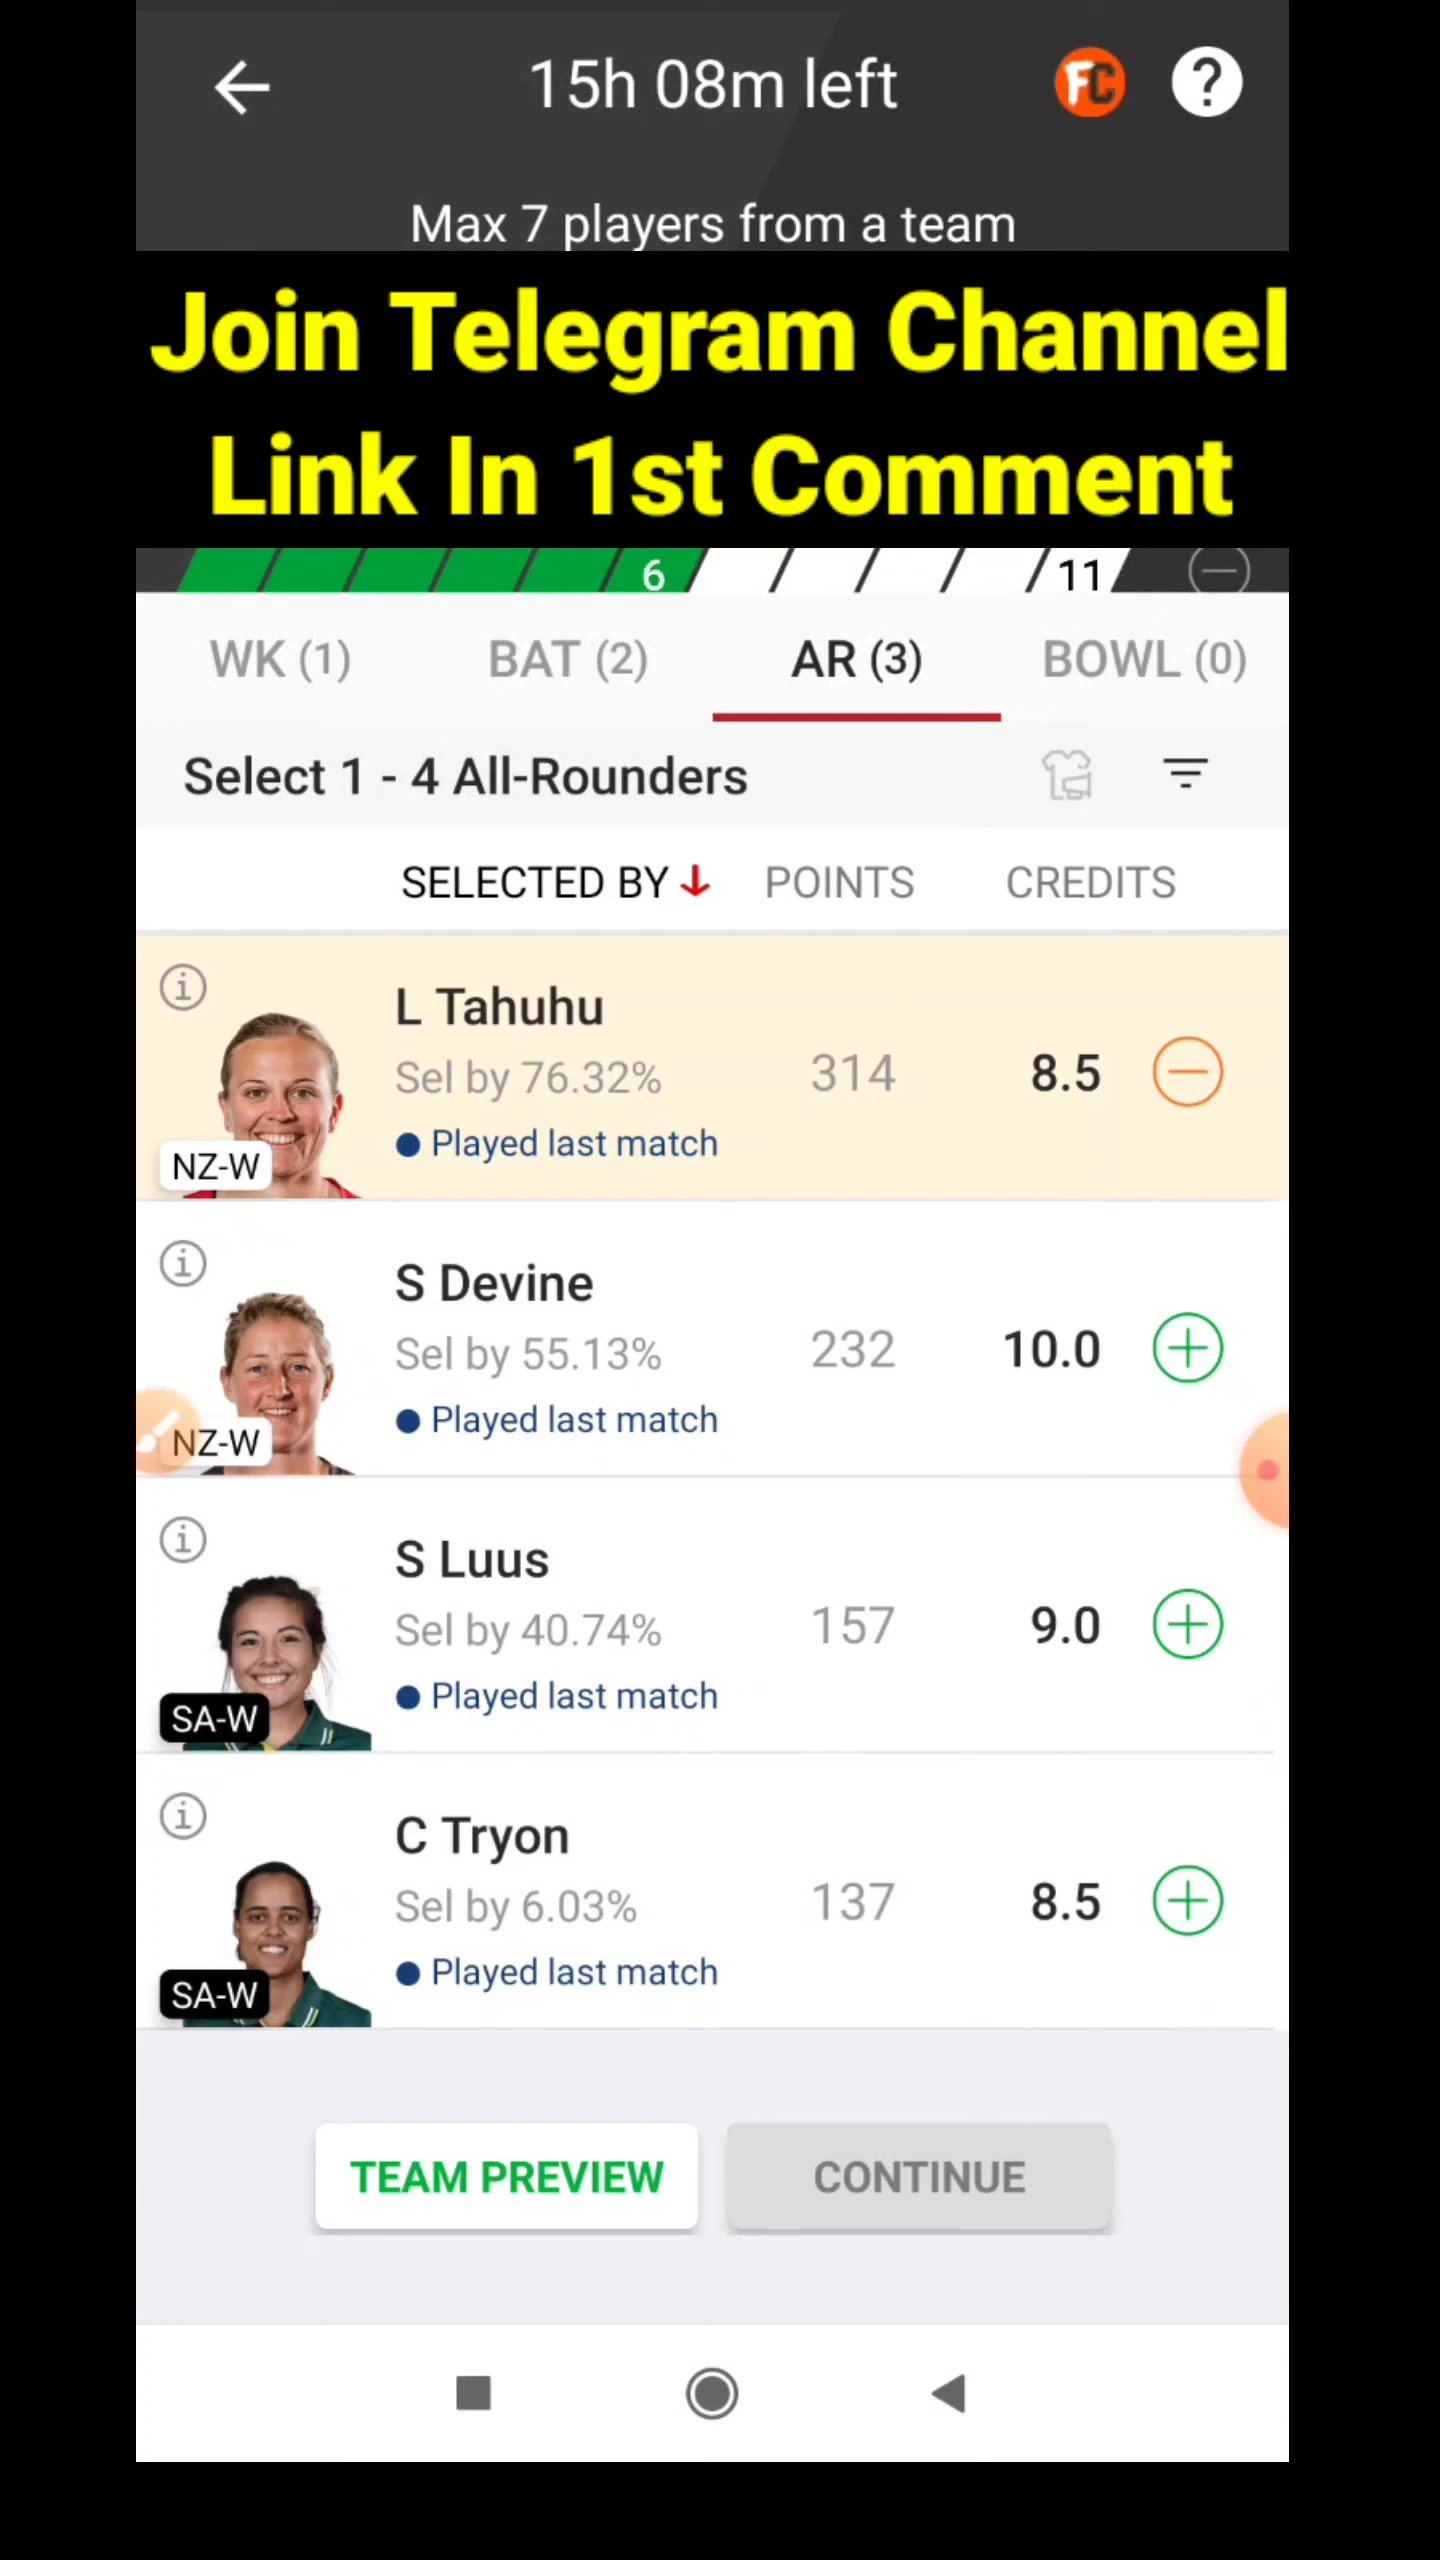 15h 08m left
FC
?
Max 7 players from a team
Join Telegram Channel
Link In 1st Comment
6
11
WK (1)
BAT (2)
AR (3)
BOWL (0)
Select 1 - 4 All-Rounders
SELECTED BY
POINTS
CREDITS
L Tahuhu
Sel by 76.32%
314
8.5
Played last match
NZ-W
S Devine
Sel by 55.13%
232
10.0
Played last match
NZ-W
S Luus
Sel by 40.74%
157
9.0
Played last match
SA-W
C Tryon
Sel by 6.03%
137
8.5
Played last match
SA-W
TEAM PREVIEW
CONTINUE